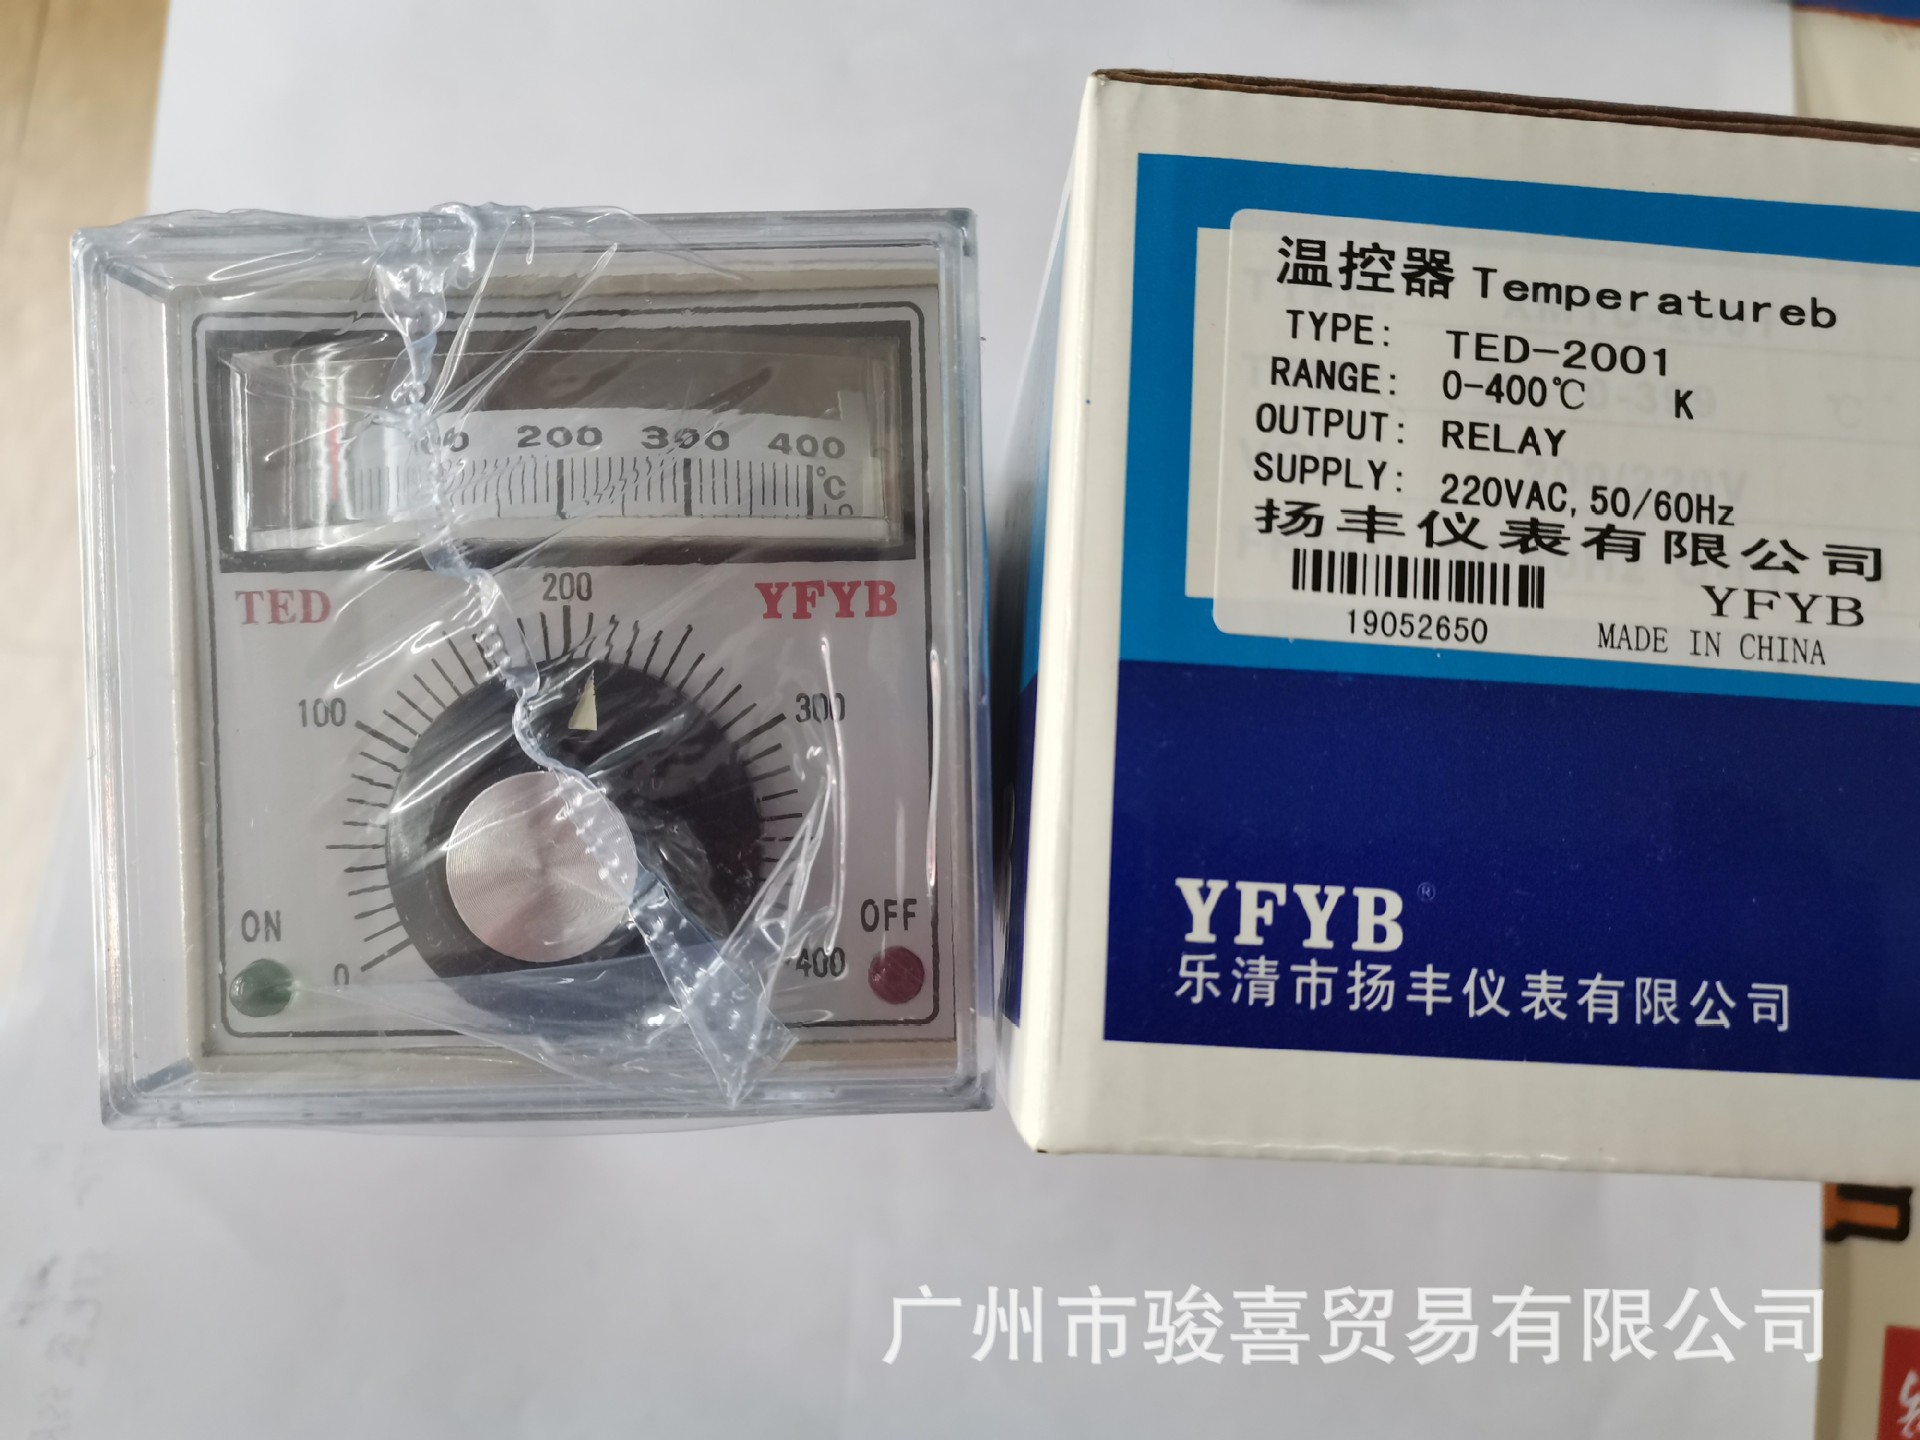 200 300 400
℃
TED YFYB
200
100 300
ON OFF
0 400
温控器 Temperatureb
TYPE: TED-2001
RANGE: 0-400℃ K
OUTPUT: RELAY
SUPPLY: 220VAC, 50/60Hz
扬丰仪表有限公司
19052650 YFYB
MADE IN CHINA
YFYB®
乐清市扬丰仪表有限公司
广州市骏喜贸易有限公司